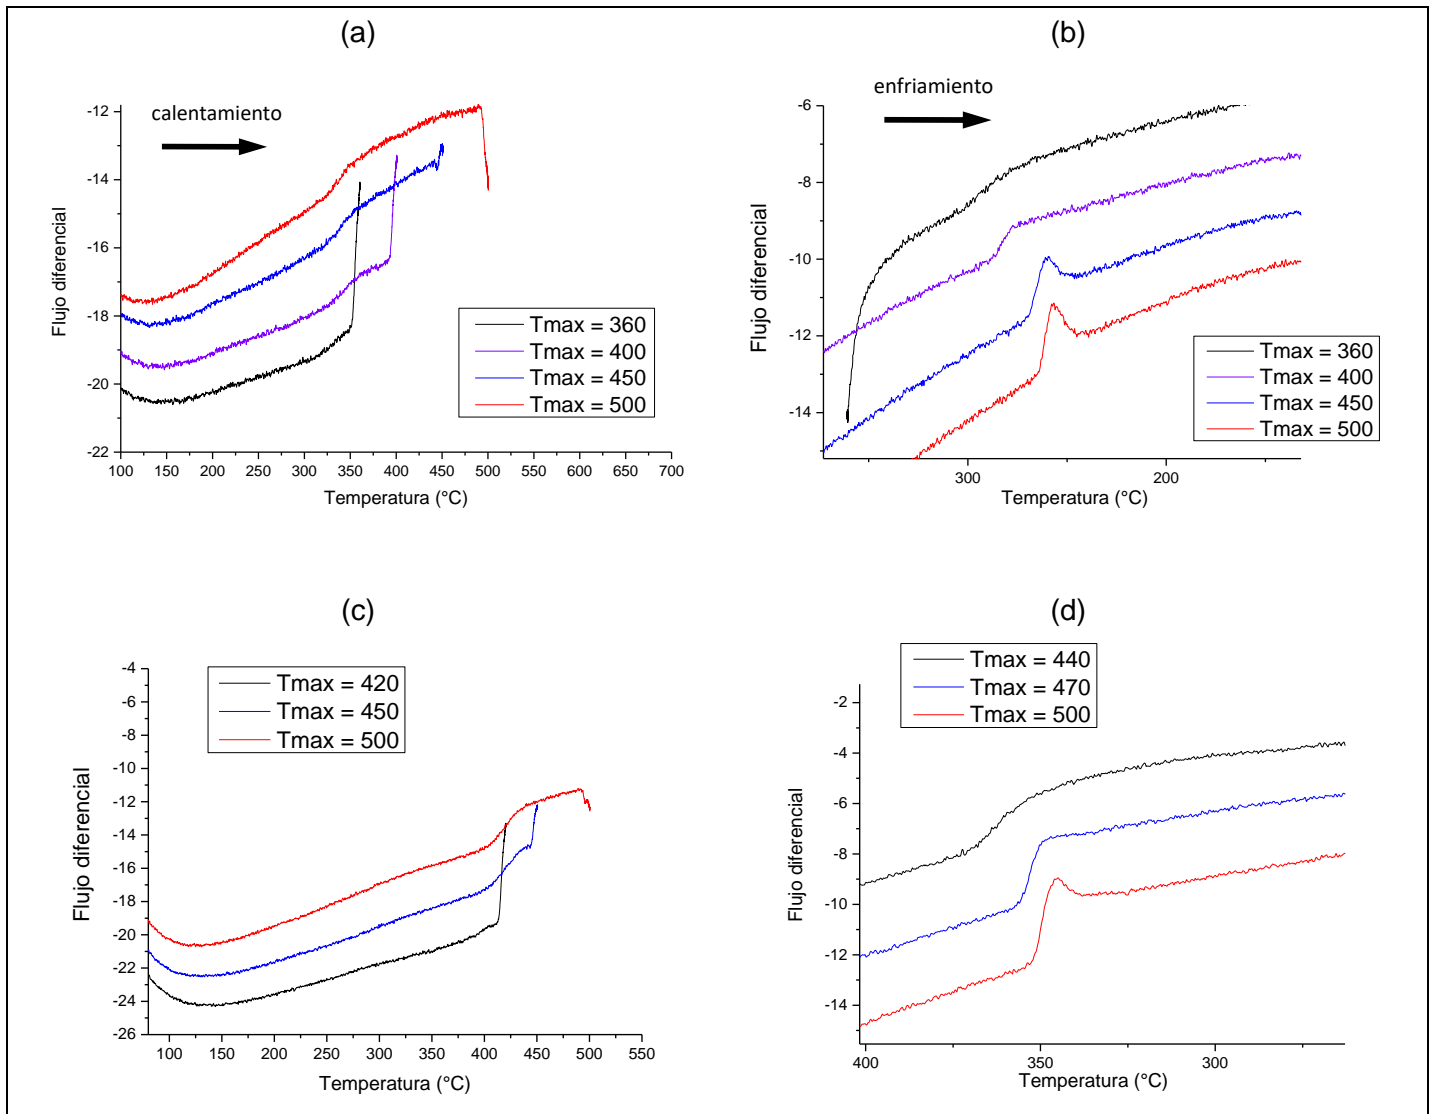 (a)
calentamiento
Flujo diferencial
-12
-14
-16
-18
-20
-22
100 150 200 250 300 350 400 450 500 550 600 650 700
Temperatura (°C)
Tmax = 360
Tmax = 400
Tmax = 450
Tmax = 500
(b)
enfriamiento
Flujo diferencial
-6
-8
-10
-12
-14
300 200
Temperatura (°C)
Tmax = 360
Tmax = 400
Tmax = 450
Tmax = 500
(c)
Tmax = 420
Tmax = 450
Tmax = 500
Flujo diferencial
-4
-6
-8
-10
-12
-14
-16
-18
-20
-22
-24
-26
100 150 200 250 300 350 400 450 500 550
Temperatura (°C)
(d)
Tmax = 440
Tmax = 470
Tmax = 500
Flujo diferencial
-2
-4
-6
-8
-10
-12
-14
400 350 300
Temperatura (°C)